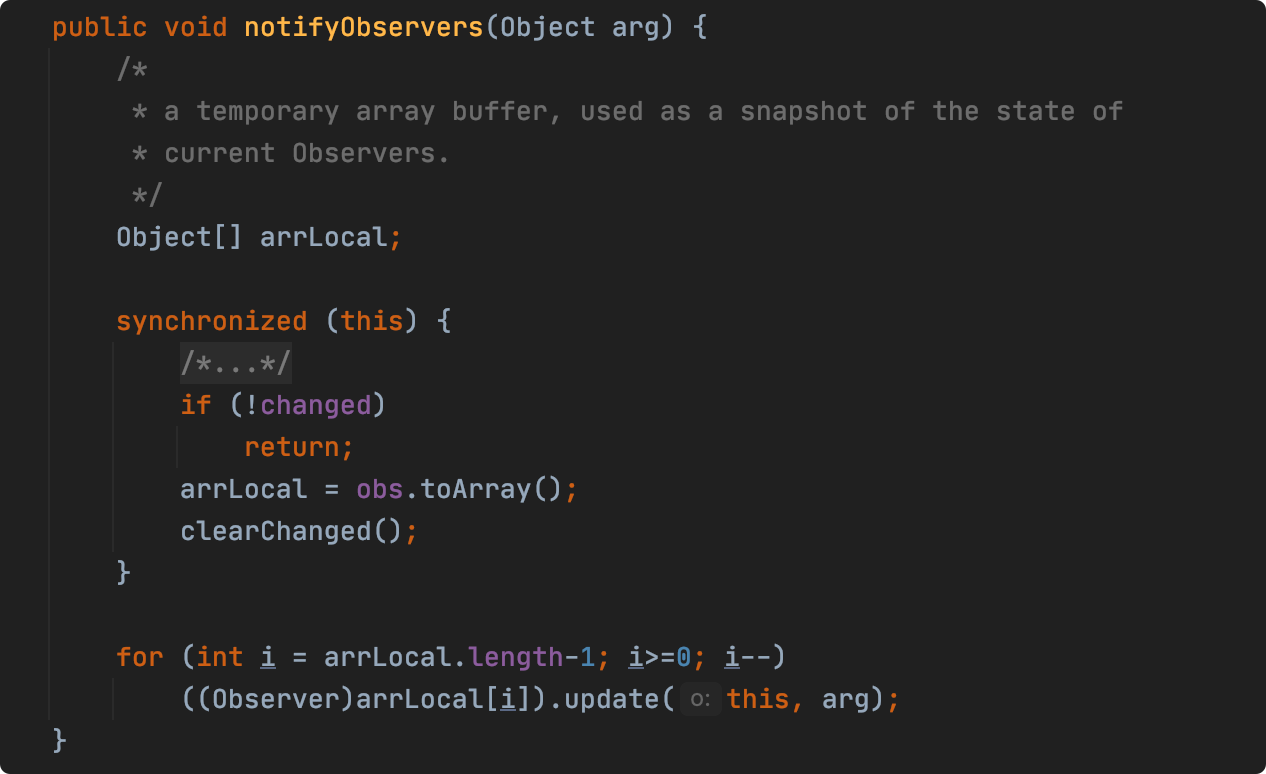 public void notifyObservers(Object arg) {
    /*
     * a temporary array buffer, used as a snapshot of the state of
     * current Observers.
     */
    Object[] arrLocal;

    synchronized (this) {
        /*...*/
        if (!changed)
            return;
        arrLocal = obs.toArray();
        clearChanged();
    }

    for (int i = arrLocal.length-1; i>=0; i--)
        ((Observer)arrLocal[i]).update( o: this, arg);
}